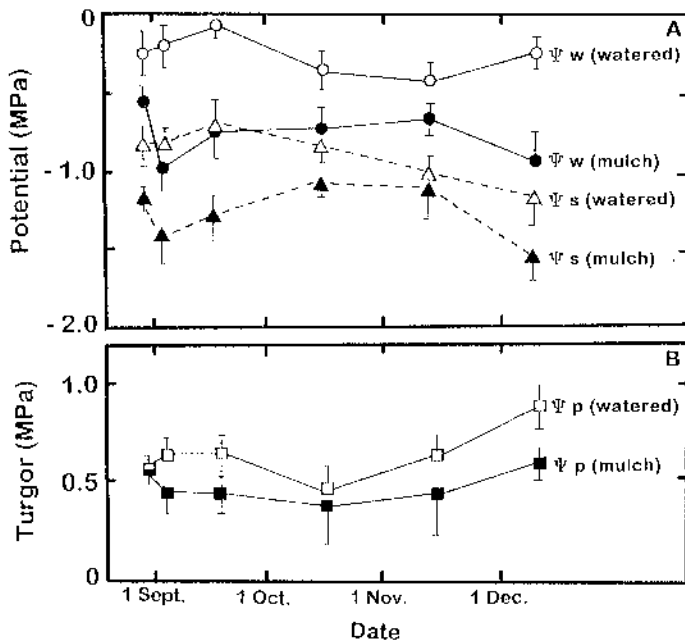 0
A
Ψ w (watered)
Potential (MPa)
- 1.0
Ψ w (mulch)
Ψ s (watered)
Ψ s (mulch)
- 2.0
B
1.0
Ψ p (watered)
Turgor (MPa)
0.5
Ψ p (mulch)
0
1 Sept. 1 Oct. 1 Nov. 1 Dec.
Date